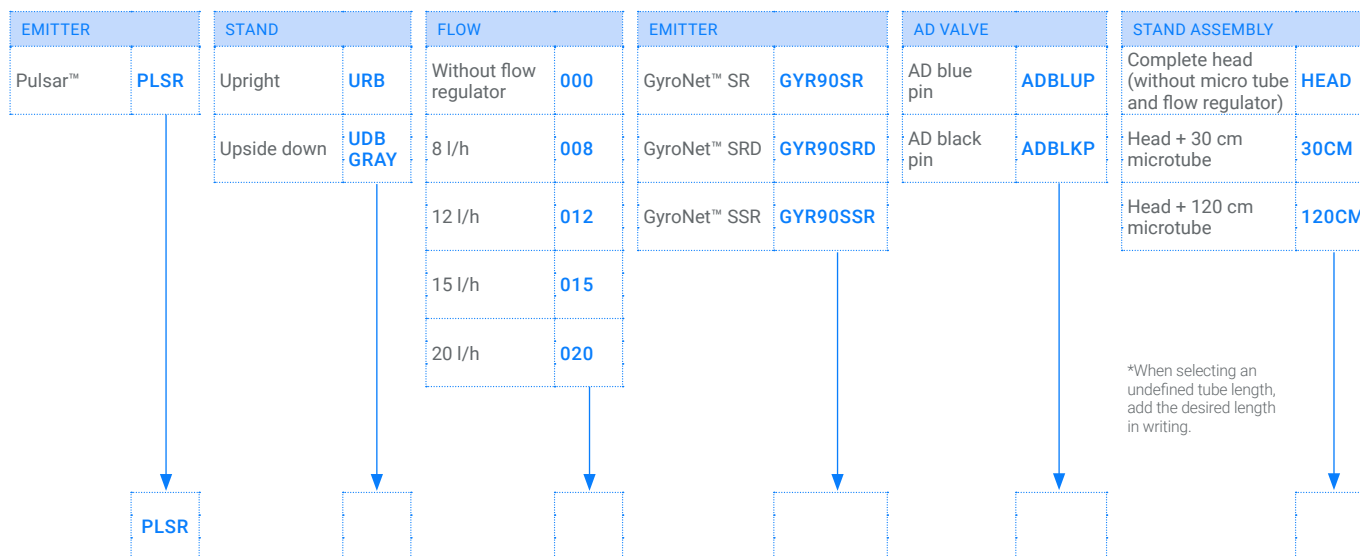 EMITTER
Pulsar™ PLSR
STAND
Upright URB
Upside down UDB
GRAY
FLOW
Without flow
regulator 000
8 l/h 008
12 l/h 012
15 l/h 015
20 l/h 020
EMITTER
GyroNet™ SR GYR90SR
GyroNet™ SRD GYR90SRD
GyroNet™ SSR GYR90SSR
AD VALVE
AD blue
pin ADBLUP
AD black
pin ADBLKP
STAND ASSEMBLY
Complete head
(without micro tube
and flow regulator) HEAD
Head + 30 cm
microtube 30CM
Head + 120 cm
microtube 120CM
*When selecting an
undefined tube length,
add the desired length
in writing.
PLSR